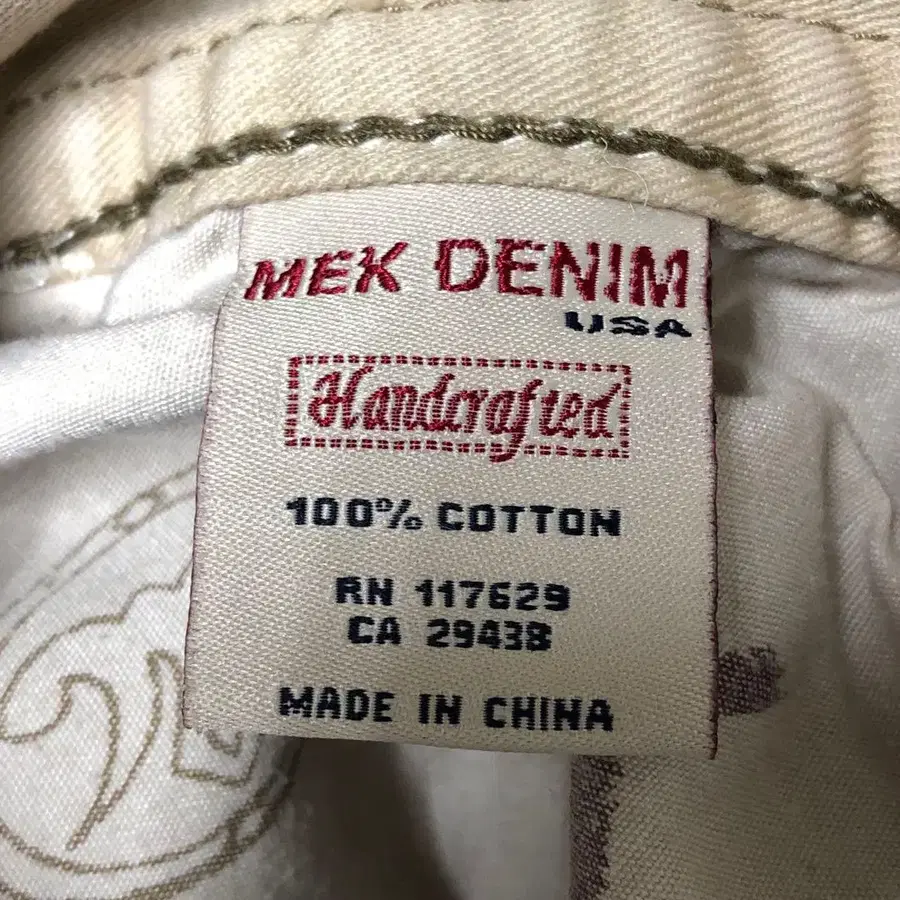 MEK DENIM
USA
Handcrafted
100% COTTON
RN 117629
CA 29438
MADE IN CHINA